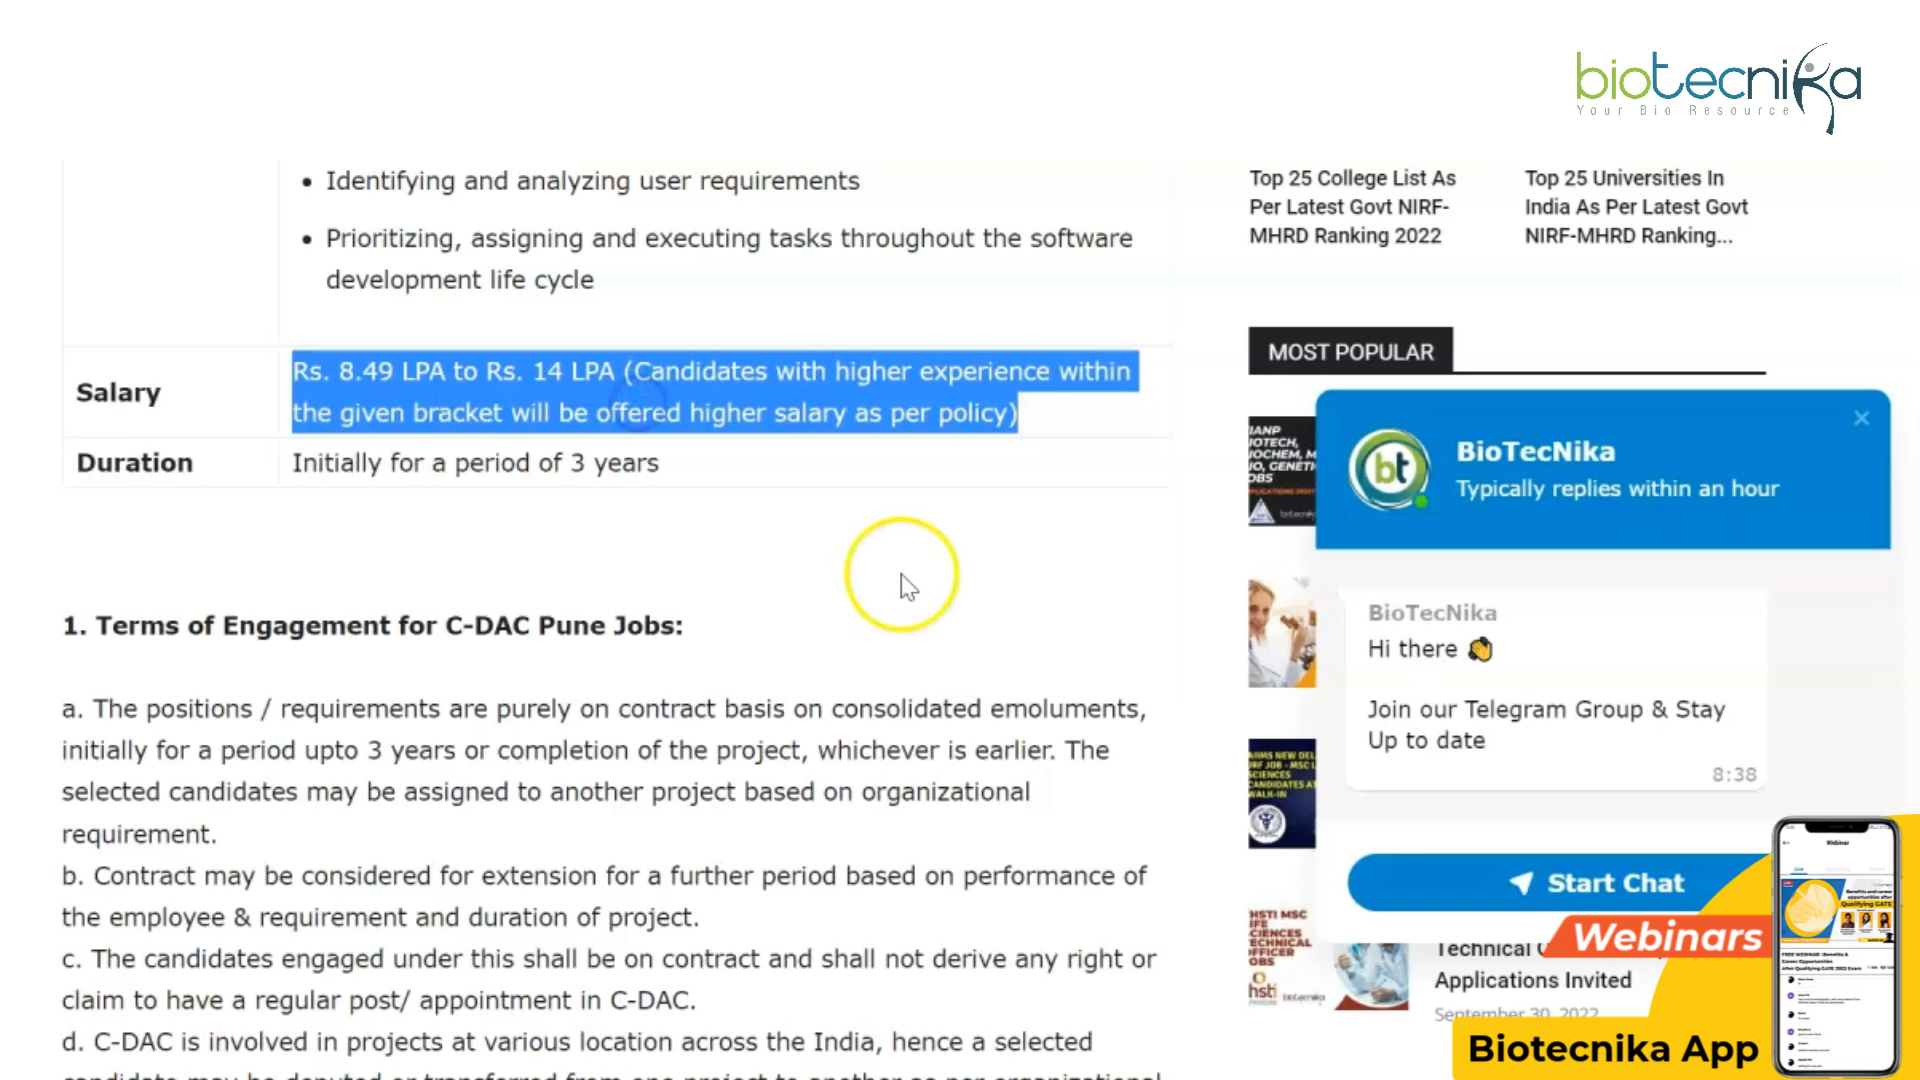 biotecnika
Your Bio Resource
• Identifying and analyzing user requirements
• Prioritizing, assigning and executing tasks throughout the software
development life cycle
Salary
Rs. 8.49 LPA to Rs. 14 LPA (Candidates with higher experience within
the given bracket will be offered higher salary as per policy)
Duration
Initially for a period of 3 years
1. Terms of Engagement for C-DAC Pune Jobs:
a. The positions / requirements are purely on contract basis on consolidated emoluments,
initially for a period upto 3 years or completion of the project, whichever is earlier. The
selected candidates may be assigned to another project based on organizational
requirement.
b. Contract may be considered for extension for a further period based on performance of
the employee & requirement and duration of project.
c. The candidates engaged under this shall be on contract and shall not derive any right or
claim to have a regular post/ appointment in C-DAC.
d. C-DAC is involved in projects at various location across the India, hence a selected
Top 25 College List As
Per Latest Govt NIRF-
MHRD Ranking 2022
Top 25 Universities In
India As Per Latest Govt
NIRF-MHRD Ranking...
MOST POPULAR
BioTecNika
Typically replies within an hour
bt
BioTecNika
Hi there
Join our Telegram Group & Stay
Up to date
8:38
Start Chat
Technical
Applications Invited
September 30, 2022
Webinars
Biotecnika App
Webinar
Qualifying GATE